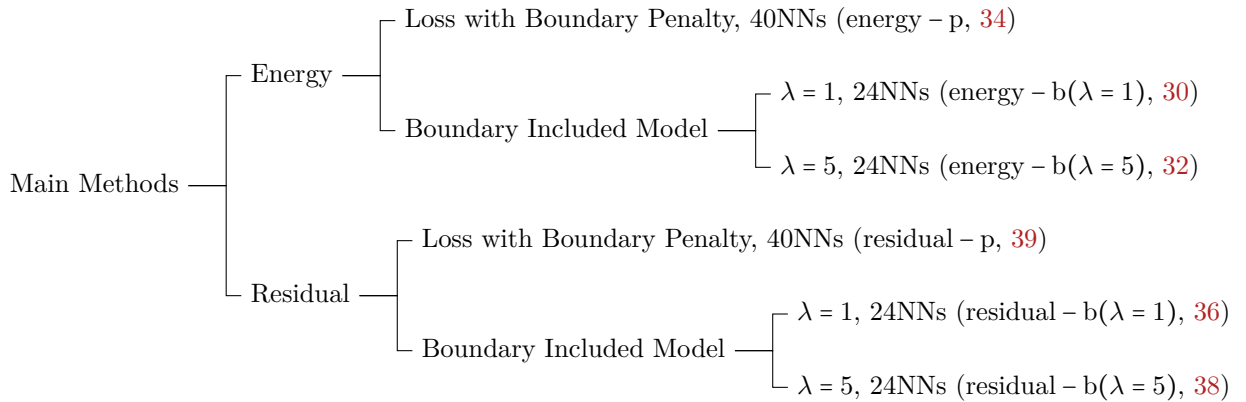 Main Methods
Energy
Loss with Boundary Penalty, 40NNs (energy – p, 34)
Boundary Included Model
λ = 1, 24NNs (energy – b(λ = 1), 30)
λ = 5, 24NNs (energy – b(λ = 5), 32)
Residual
Loss with Boundary Penalty, 40NNs (residual – p, 39)
Boundary Included Model
λ = 1, 24NNs (residual – b(λ = 1), 36)
λ = 5, 24NNs (residual – b(λ = 5), 38)